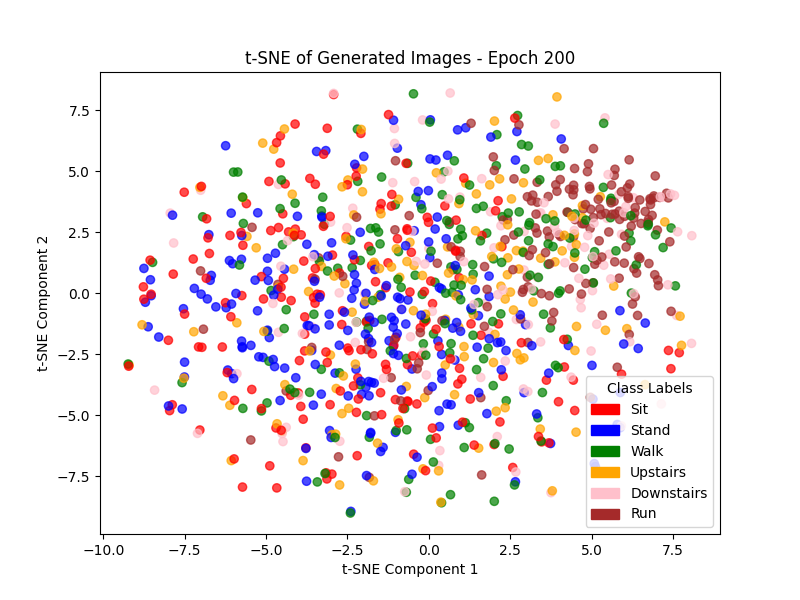 t-SNE of Generated Images - Epoch 200
t-SNE Component 2
7.5
5.0
2.5
0.0
−2.5
−5.0
−7.5
Class Labels
Sit
Stand
Walk
Upstairs
Downstairs
Run
−10.0 −7.5 −5.0 −2.5 0.0 2.5 5.0 7.5
t-SNE Component 1